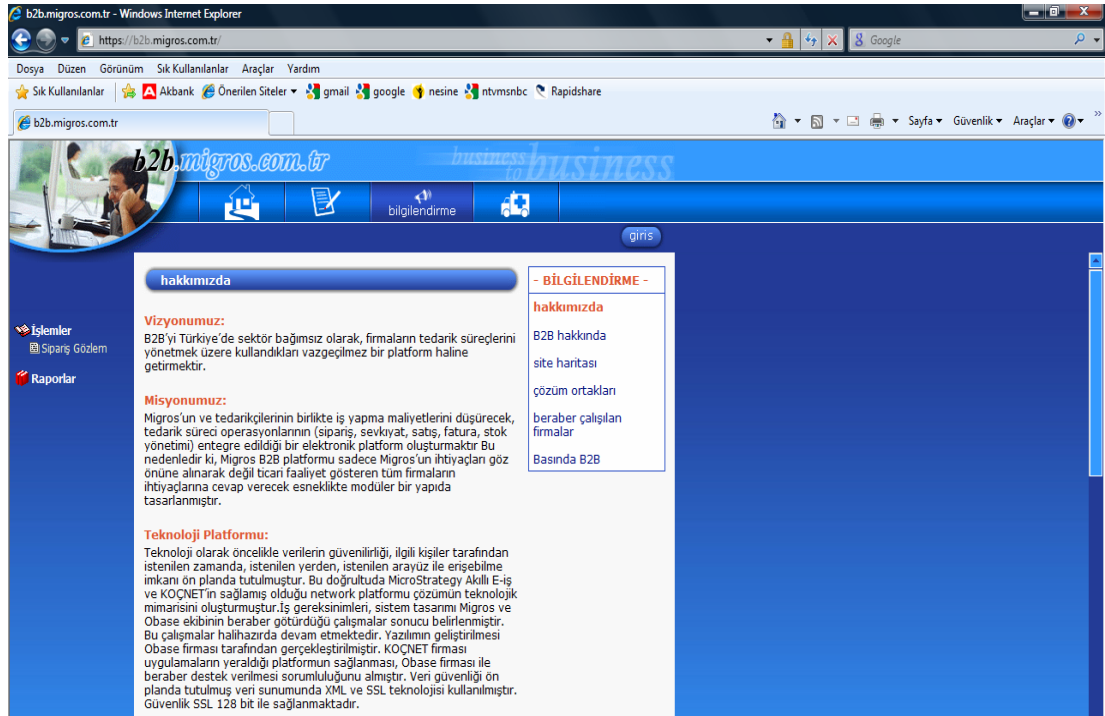 b2b.migros.com.tr - Windows Internet Explorer
https://b2b.migros.com.tr/
Google
Dosya Düzen Görünüm Sık Kullanılanlar Araçlar Yardım
Sık Kullanılanlar Akbank Önerilen Siteler gmail google nesine ntvmsnbc Rapidshare
b2b.migros.com.tr
Sayfa Güvenlik Araçlar
b2b.migros.com.tr
business to business
bilgilendirme
giris
İşlemler
Sipariş Gözlem
Raporlar
hakkımızda
Vizyonumuz:
B2B'yi Türkiye'de sektör bağımsız olarak, firmaların tedarik süreçlerini
yönetmek üzere kullandıkları vazgeçilmez bir platform haline
getirmektir.
Misyonumuz:
Migros'un ve tedarikçilerinin birlikte iş yapma maliyetlerini düşürecek,
tedarik süreci operasyonlarının (sipariş, sevkıyat, satış, fatura, stok
yönetimi) entegre edildiği bir elektronik platform oluşturmaktır Bu
nedenledir ki, Migros B2B platformu sadece Migros'un ihtiyaçları göz
önüne alınarak değil ticari faaliyet gösteren tüm firmaların
ihtiyaçlarına cevap verecek esneklikte modüler bir yapıda
tasarlanmıştır.
Teknoloji Platformu:
Teknoloji olarak öncelikle verilerin güvenilirliği, ilgili kişiler tarafından
istenilen zamanda, istenilen yerden, istenilen arayüz ile erişebilme
imkanı ön planda tutulmuştur. Bu doğrultuda MicroStrategy Akıllı E-iş
ve KOÇNET'in sağlamış olduğu network platformu çözümün teknolojik
mimarisini oluşturmuştur.İş gereksinimleri, sistem tasarımı Migros ve
Obase ekibinin beraber götürdüğü çalışmalar sonucu belirlenmiştir.
Bu çalışmalar halihazırda devam etmektedir. Yazılımın geliştirilmesi
Obase firması tarafından gerçekleştirilmiştir. KOÇNET firması
uygulamaların yeraldığı platformun sağlanması, Obase firması ile
beraber destek verilmesi sorumluluğunu almıştır. Veri güvenliği ön
planda tutulmuş veri sunumunda XML ve SSL teknolojisi kullanılmıştır.
Güvenlik SSL 128 bit ile sağlanmaktadır.
- BİLGİLENDİRME -
hakkımızda
B2B hakkında
site haritası
çözüm ortakları
beraber çalışılan
firmalar
Basında B2B